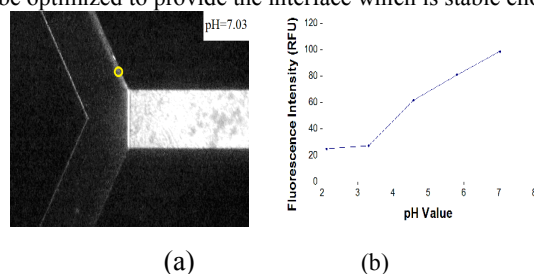 be optimized to provide the interface which is stable
pH=7.03
Fluorescence Intensity (RFU)
120
100
80
60
40
20
0
2 3 4 5 6 7 8
pH Value
(a) (b)